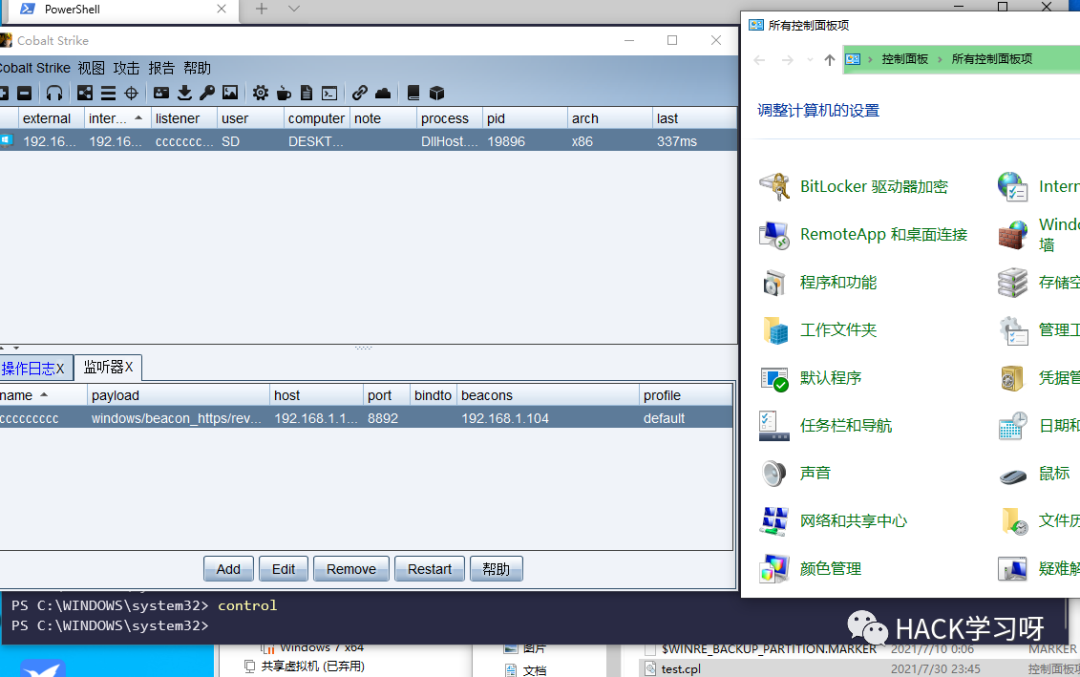 PowerShell
Cobalt Strike
Cobalt Strike 视图 攻击 报告 帮助
external inter... listener user computer note process pid arch last
192.16... 192.16... ccccccc... SD DESKT... DllHost.... 19896 x86 337ms
操作日志X 监听器X
name payload host port bindto beacons profile
ccccccccc windows/beacon_https/rev... 192.168.1.1... 8892 192.168.1.104 default
Add Edit Remove Restart 帮助
PS C:\WINDOWS\system32> control
PS C:\WINDOWS\system32>
所有控制面板项
控制面板 › 所有控制面板项
调整计算机的设置
BitLocker 驱动器加密 Intern
RemoteApp 和桌面连接 Windo
墙
程序和功能 存储空
工作文件夹 管理工
默认程序 凭据管
任务栏和导航 日期和
声音 鼠标
网络和共享中心 文件历
颜色管理 疑难解
HACK学习呀
Windows 7 x64 图片 $WINRE_BACKUP_PARTITION.MARKER 2021/7/10 0:06 MARKER
共享虚拟机 (已弃用) 文档 test.cpl 2021/7/30 23:45 控制面板项